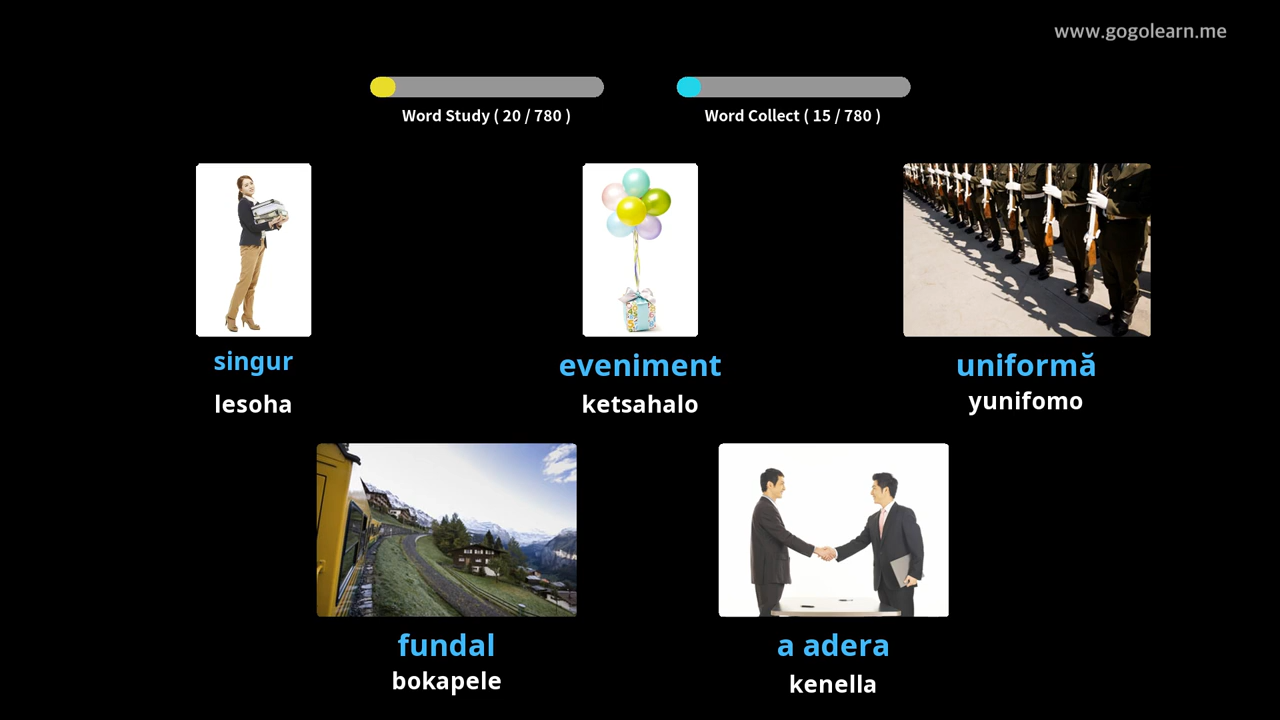 www.gogolearn.me
Word Study ( 20 / 780 )
Word Collect ( 15 / 780 )
singur
lesoha
eveniment
ketsahalo
uniformă
yunifomo
fundal
bokapele
a adera
kenella